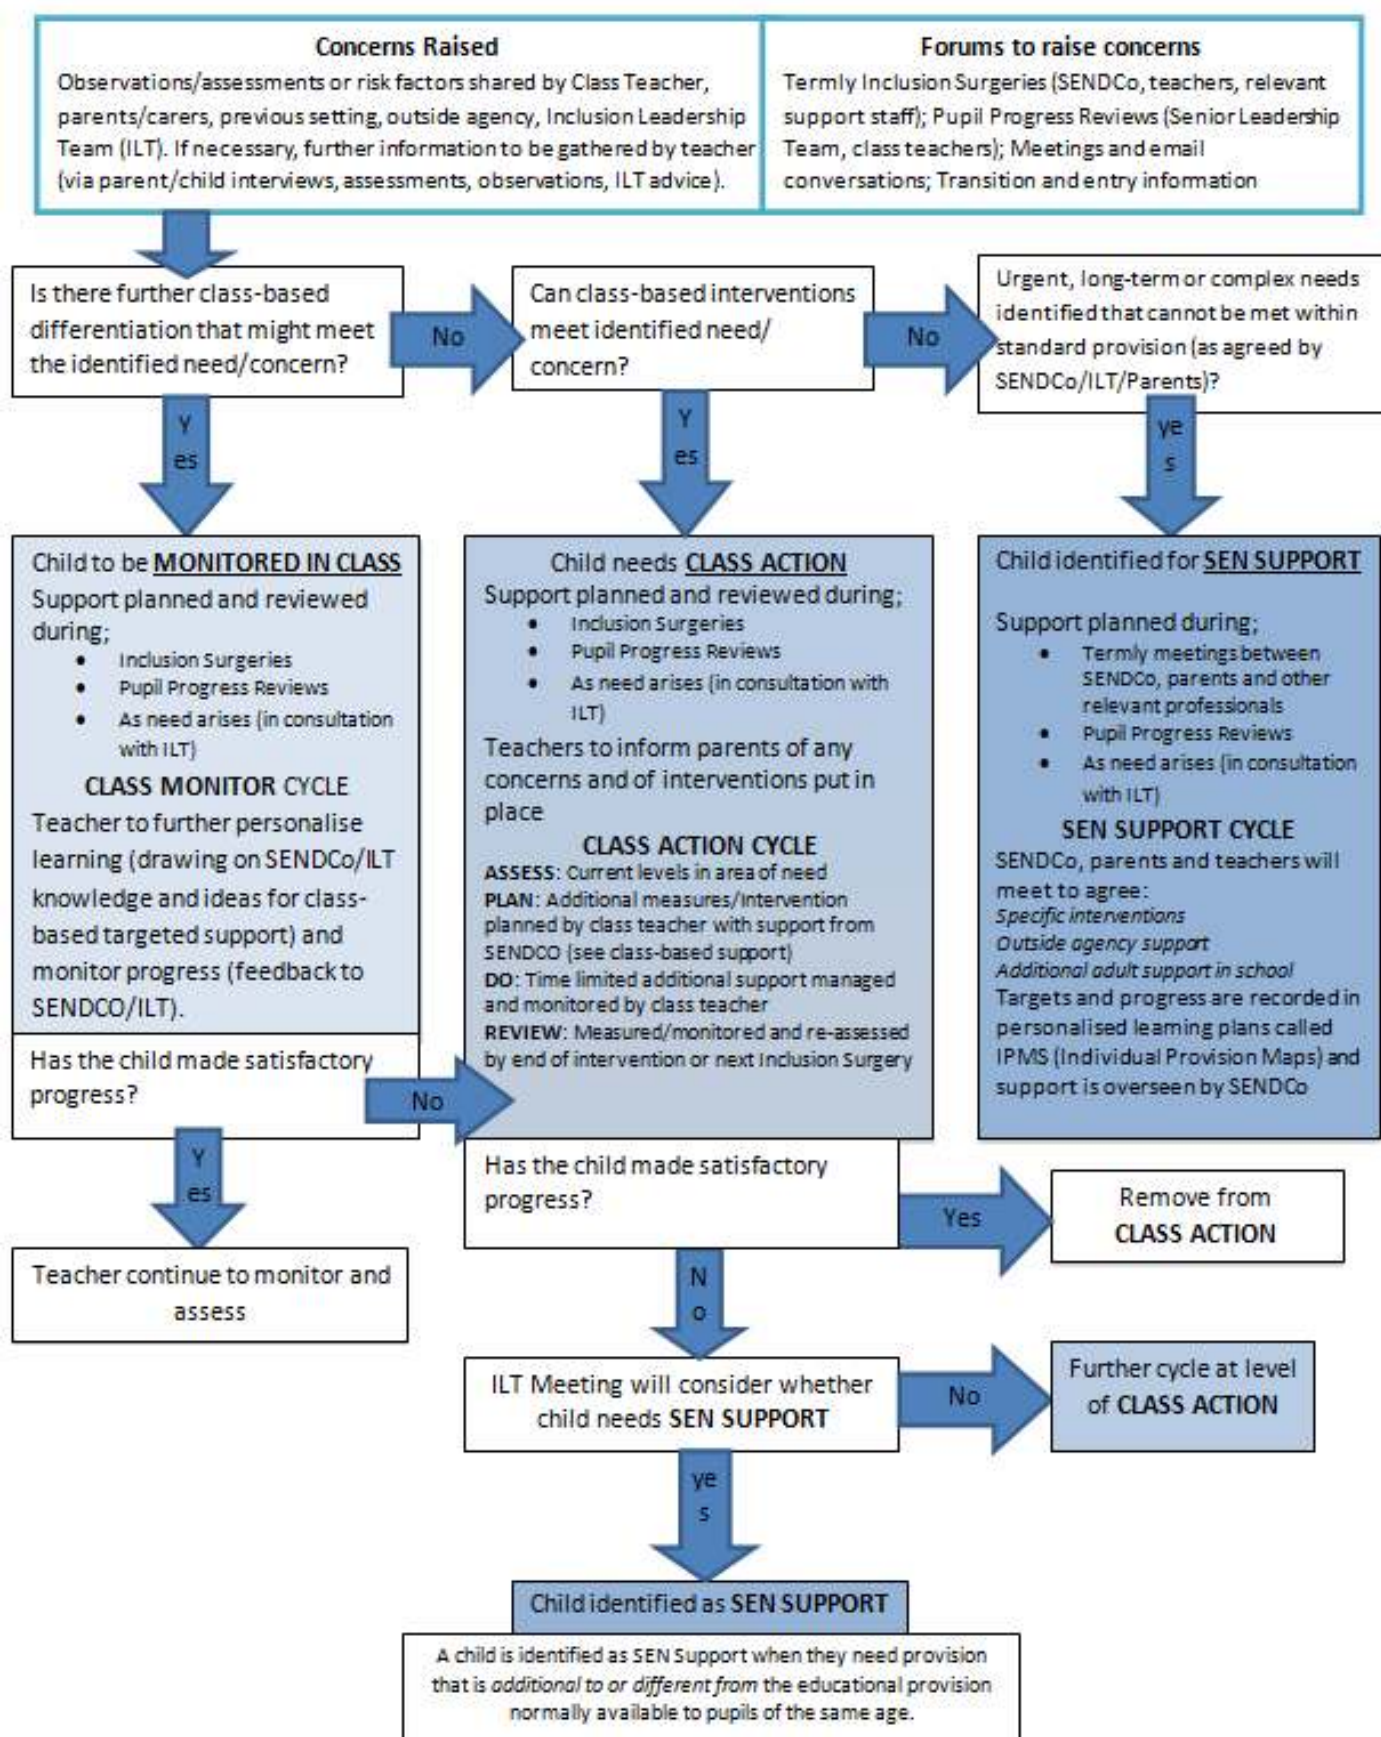 Concerns Raised
Observations/assessments or risk factors shared by Class Teacher,
parents/carers, previous setting, outside agency, Inclusion Leadership
Team (ILT). If necessary, further information to be gathered by teacher
(via parent/child interviews, assessments, observations, ILT advice).
Forums to raise concerns
Termly Inclusion Surgeries (SENDCo, teachers, relevant
support staff); Pupil Progress Reviews (Senior Leadership
Team, class teachers); Meetings and email
conversations; Transition and entry information
Is there further class-based
differentiation that might meet
the identified need/concern?
No
Can class-based interventions
meet identified need/
concern?
No
Urgent, long-term or complex needs
identified that cannot be met within
standard provision (as agreed by
SENDCo/ILT/Parents)?
Y
es
Y
es
ye
s
Child to be MONITORED IN CLASS
Support planned and reviewed
during;
• Inclusion Surgeries
• Pupil Progress Reviews
• As need arises (in consultation
with ILT)
CLASS MONITOR CYCLE
Teacher to further personalise
learning (drawing on SENDCo/ILT
knowledge and ideas for class-
based targeted support) and
monitor progress (feedback to
SENDCO/ILT).
Has the child made satisfactory
progress?
No
Y
es
Teacher continue to monitor and
assess
Child needs CLASS ACTION
Support planned and reviewed during;
• Inclusion Surgeries
• Pupil Progress Reviews
• As need arises (in consultation with
ILT)
Teachers to inform parents of any
concerns and of interventions put in
place
CLASS ACTION CYCLE
ASSESS: Current levels in area of need
PLAN: Additional measures/Intervention
planned by class teacher with support from
SENDCO (see class-based support)
DO: Time limited additional support managed
and monitored by class teacher
REVIEW: Measured/monitored and re-assessed
by end of intervention or next Inclusion Surgery
Has the child made satisfactory
progress?
Yes
Remove from
CLASS ACTION
N
o
ILT Meeting will consider whether
child needs SEN SUPPORT
No
Further cycle at level
of CLASS ACTION
ye
s
Child identified as SEN SUPPORT
A child is identified as SEN Support when they need provision
that is additional to or different from the educational provision
normally available to pupils of the same age.
Child identified for SEN SUPPORT
Support planned during;
• Termly meetings between
SENDCo, parents and other
relevant professionals
• Pupil Progress Reviews
• As need arises (in consultation
with ILT)
SEN SUPPORT CYCLE
SENDCo, parents and teachers will
meet to agree:
Specific interventions
Outside agency support
Additional adult support in school
Targets and progress are recorded in
personalised learning plans called
IPMS (Individual Provision Maps) and
support is overseen by SENDCo